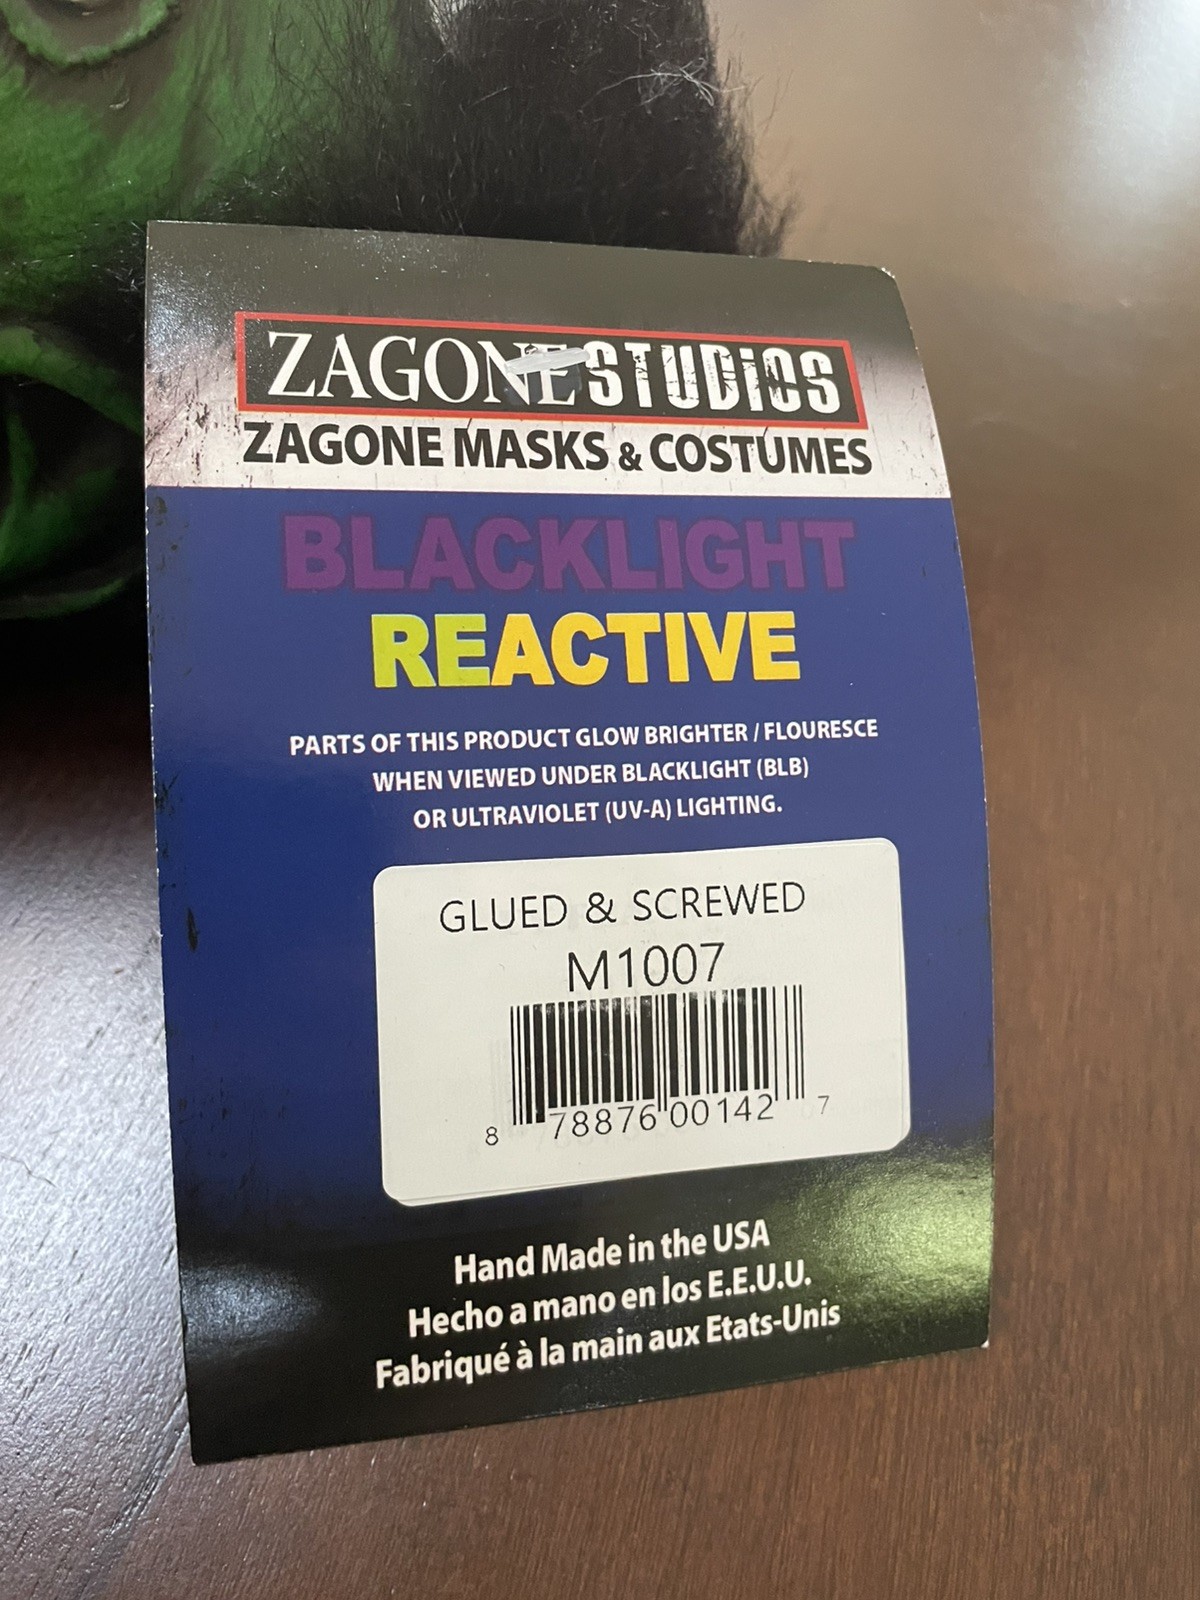 ZAGONE STUDIOS
ZAGONE MASKS & COSTUMES
BLACKLIGHT
REACTIVE
PARTS OF THIS PRODUCT GLOW BRIGHTER / FLOURESCE
WHEN VIEWED UNDER BLACKLIGHT (BLB)
OR ULTRAVIOLET (UV-A) LIGHTING.
GLUED & SCREWED
M1007
8 78876 00142 7
Hand Made in the USA
Hecho a mano en los E.E.U.U.
Fabriqué à la main aux Etats-Unis